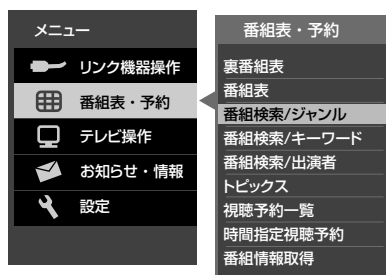 メニュー
リンク機器操作
番組表・予約
テレビ操作
お知らせ・情報
設定
番組表・予約
裏番組表
番組表
番組検索/ジャンル
番組検索/キーワード
番組検索/出演者
トピックス
視聴予約一覧
時間指定視聴予約
番組情報取得